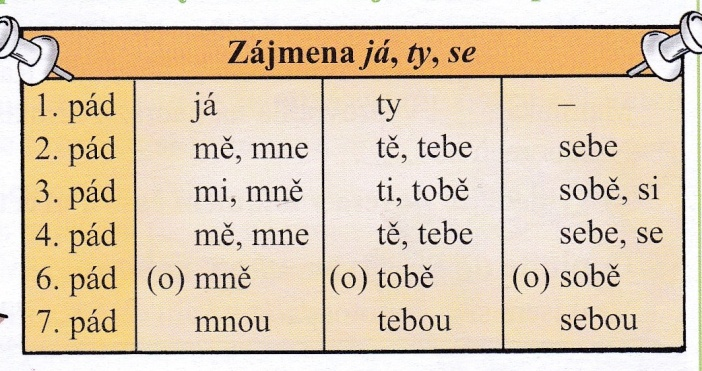 Zájmena já, ty, se
1. pád já ty –
2. pád mě, mne tě, tebe sebe
3. pád mi, mně ti, tobě sobě, si
4. pád mě, mne tě, tebe sebe, se
6. pád (o) mně (o) tobě (o) sobě
7. pád mnou tebou sebou